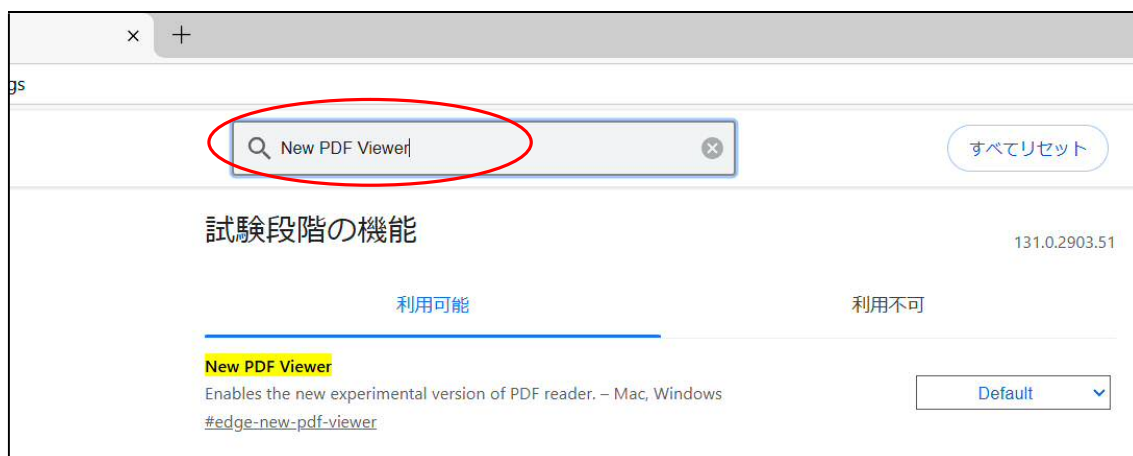 × +
gs
New PDF Viewer
すべてリセット
試験段階の機能
131.0.2903.51
利用可能 利用不可
New PDF Viewer
Enables the new experimental version of PDF reader. – Mac, Windows
Default
#edge-new-pdf-viewer